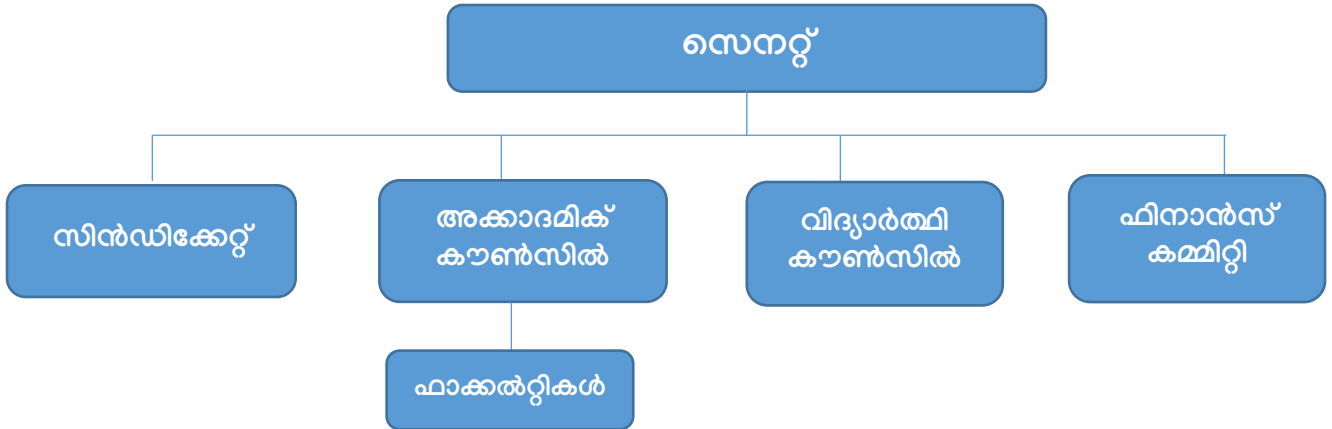 സെനറ്റ്
സിൻഡിക്കേറ്റ്
അക്കാദമിക്
കൗൺസിൽ
വിദ്യാർത്ഥി
കൗൺസിൽ
ഫിനാൻസ്
കമ്മിറ്റി
ഫാക്കൽറ്റികൾ